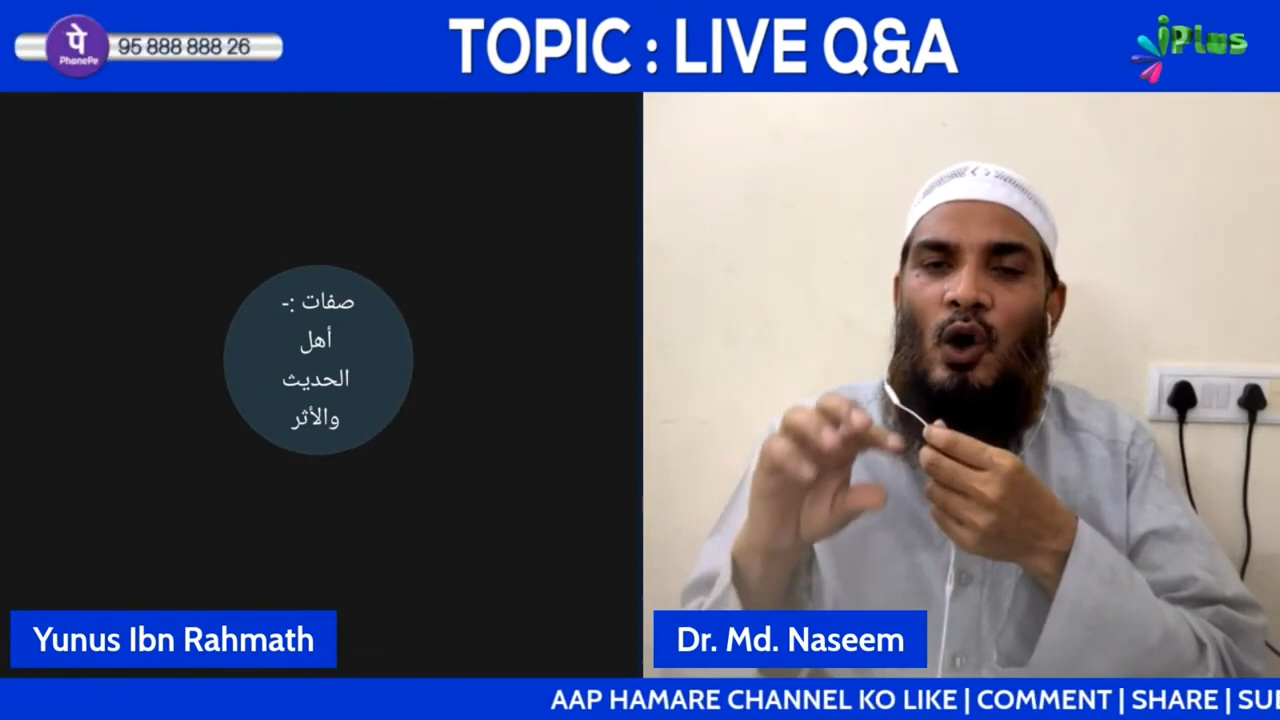 पे
PhonePe
95 888 888 26
TOPIC : LIVE Q&A
iPlus
صفات :-
أهل
الحديث
والأثر
Yunus Ibn Rahmath
Dr. Md. Naseem
AAP HAMARE CHANNEL KO LIKE | COMMENT | SHARE | SU